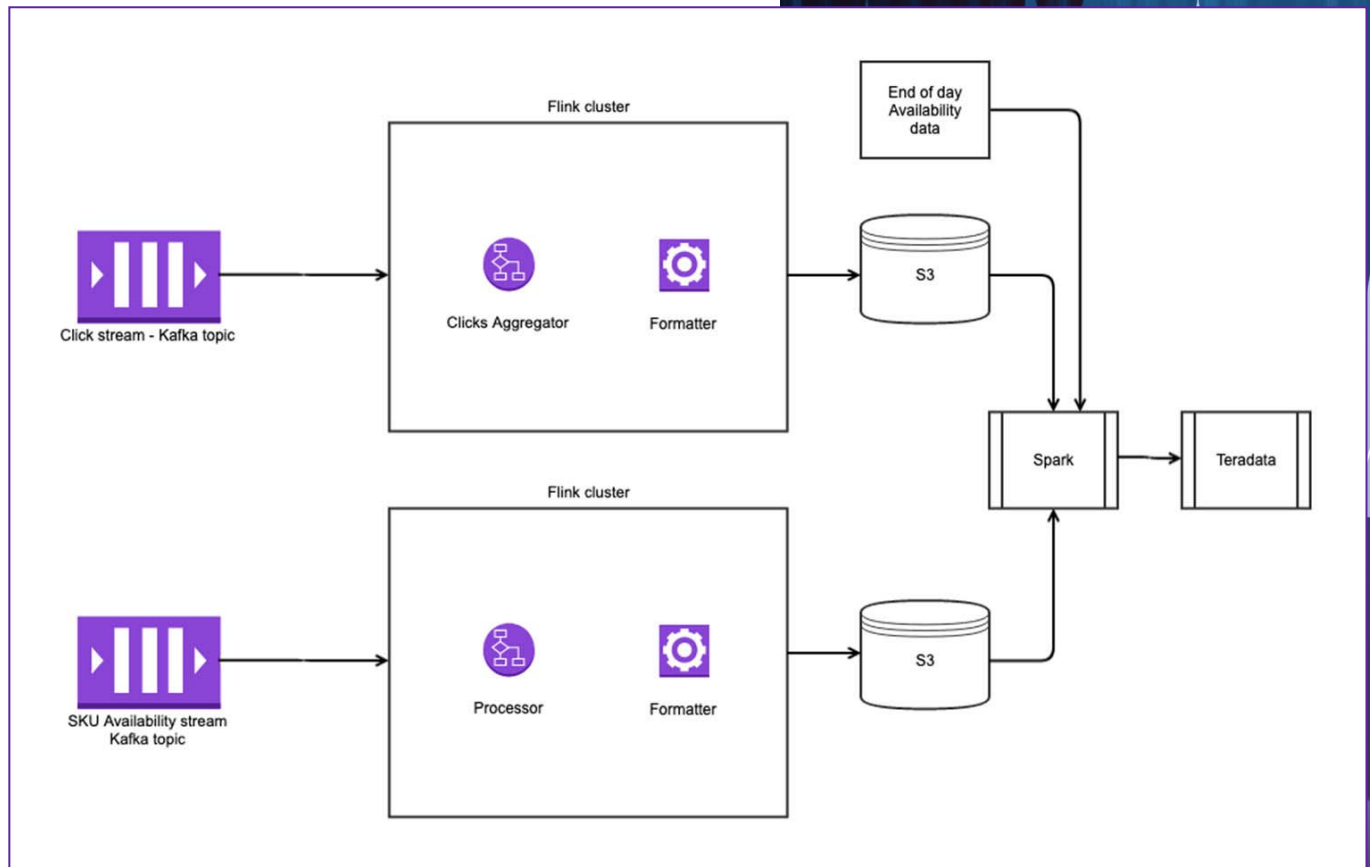 End of day
Availability
data
Flink cluster
Clicks Aggregator
Formatter
S3
Click stream - Kafka topic
Spark
Teradata
Flink cluster
Processor
Formatter
S3
SKU Availability stream
Kafka topic